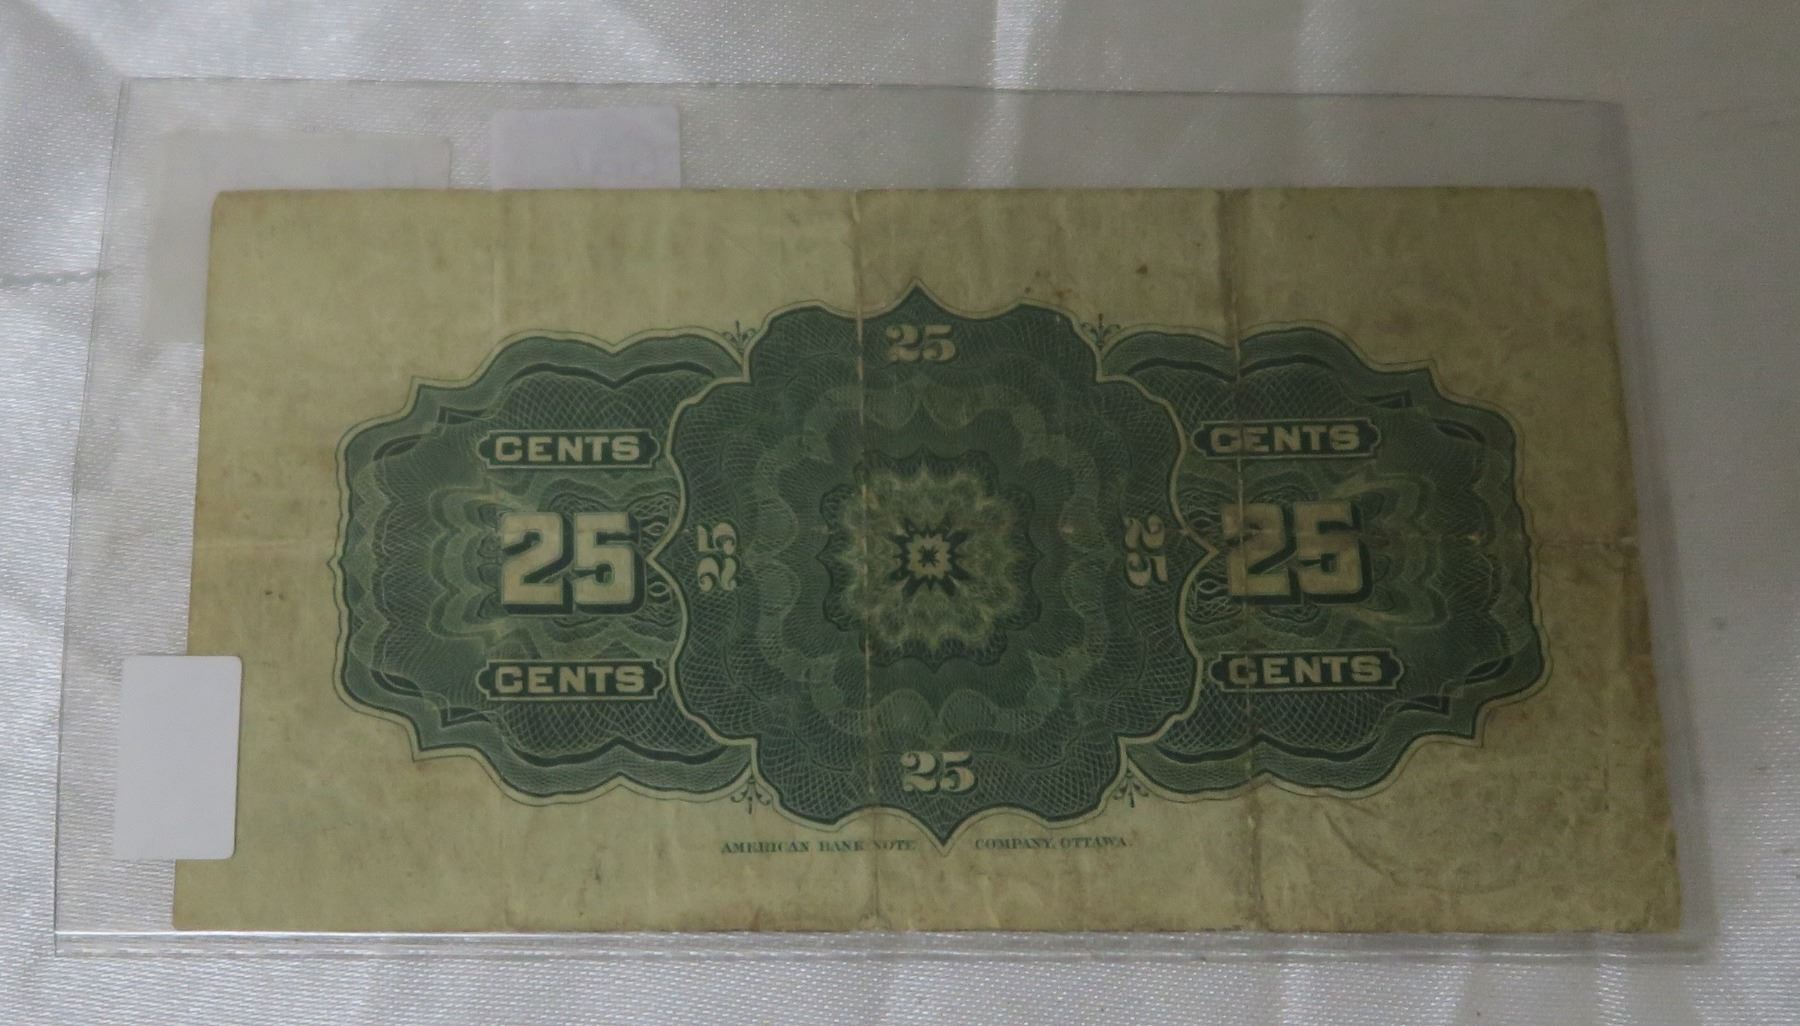 25
CENTS CENTS
25 25 25 25
CENTS CENTS
25
AMERICAN BANK NOTE COMPANY, OTTAWA.